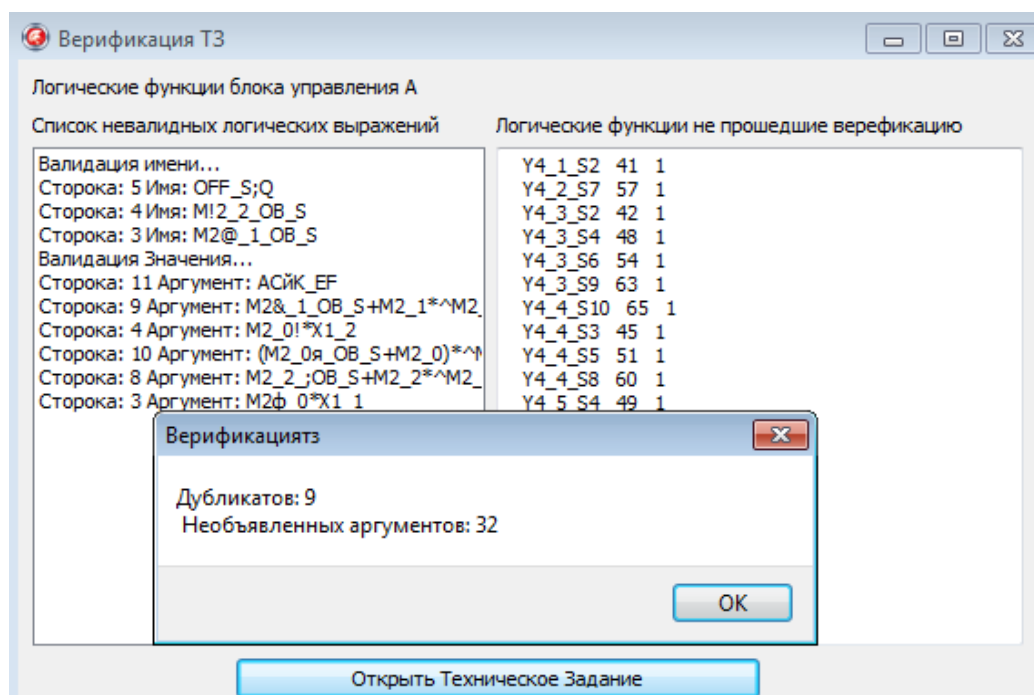 Верификация ТЗ
Логические функции блока управления А
Список невалидных логических выражений
Логические функции не прошедшие верефикацию
Валидация имени...
Сторока: 5 Имя: OFF_S;Q
Сторока: 4 Имя: M!2_2_OB_S
Сторока: 3 Имя: M2@_1_OB_S
Валидация Значения...
Сторока: 11 Аргумент: АСйК_EF
Сторока: 9 Аргумент: M2&_1_OB_S+M2_1*^M2_
Сторока: 4 Аргумент: M2_0!*X1_2
Сторока: 10 Аргумент: (M2_0я_OB_S+M2_0)*^
Сторока: 8 Аргумент: M2_2_;OB_S+M2_2*^M2_
Сторока: 3 Аргумент: M2ф_0*X1_1
Y4_1_S2 41 1
Y4_2_S7 57 1
Y4_3_S2 42 1
Y4_3_S4 48 1
Y4_3_S6 54 1
Y4_3_S9 63 1
Y4_4_S10 65 1
Y4_4_S3 45 1
Y4_4_S5 51 1
Y4_4_S8 60 1
Y4_5_S4 49 1
Верификациятз
Дубликатов: 9
Необъявленных аргументов: 32
OK
Открыть Техническое Задание